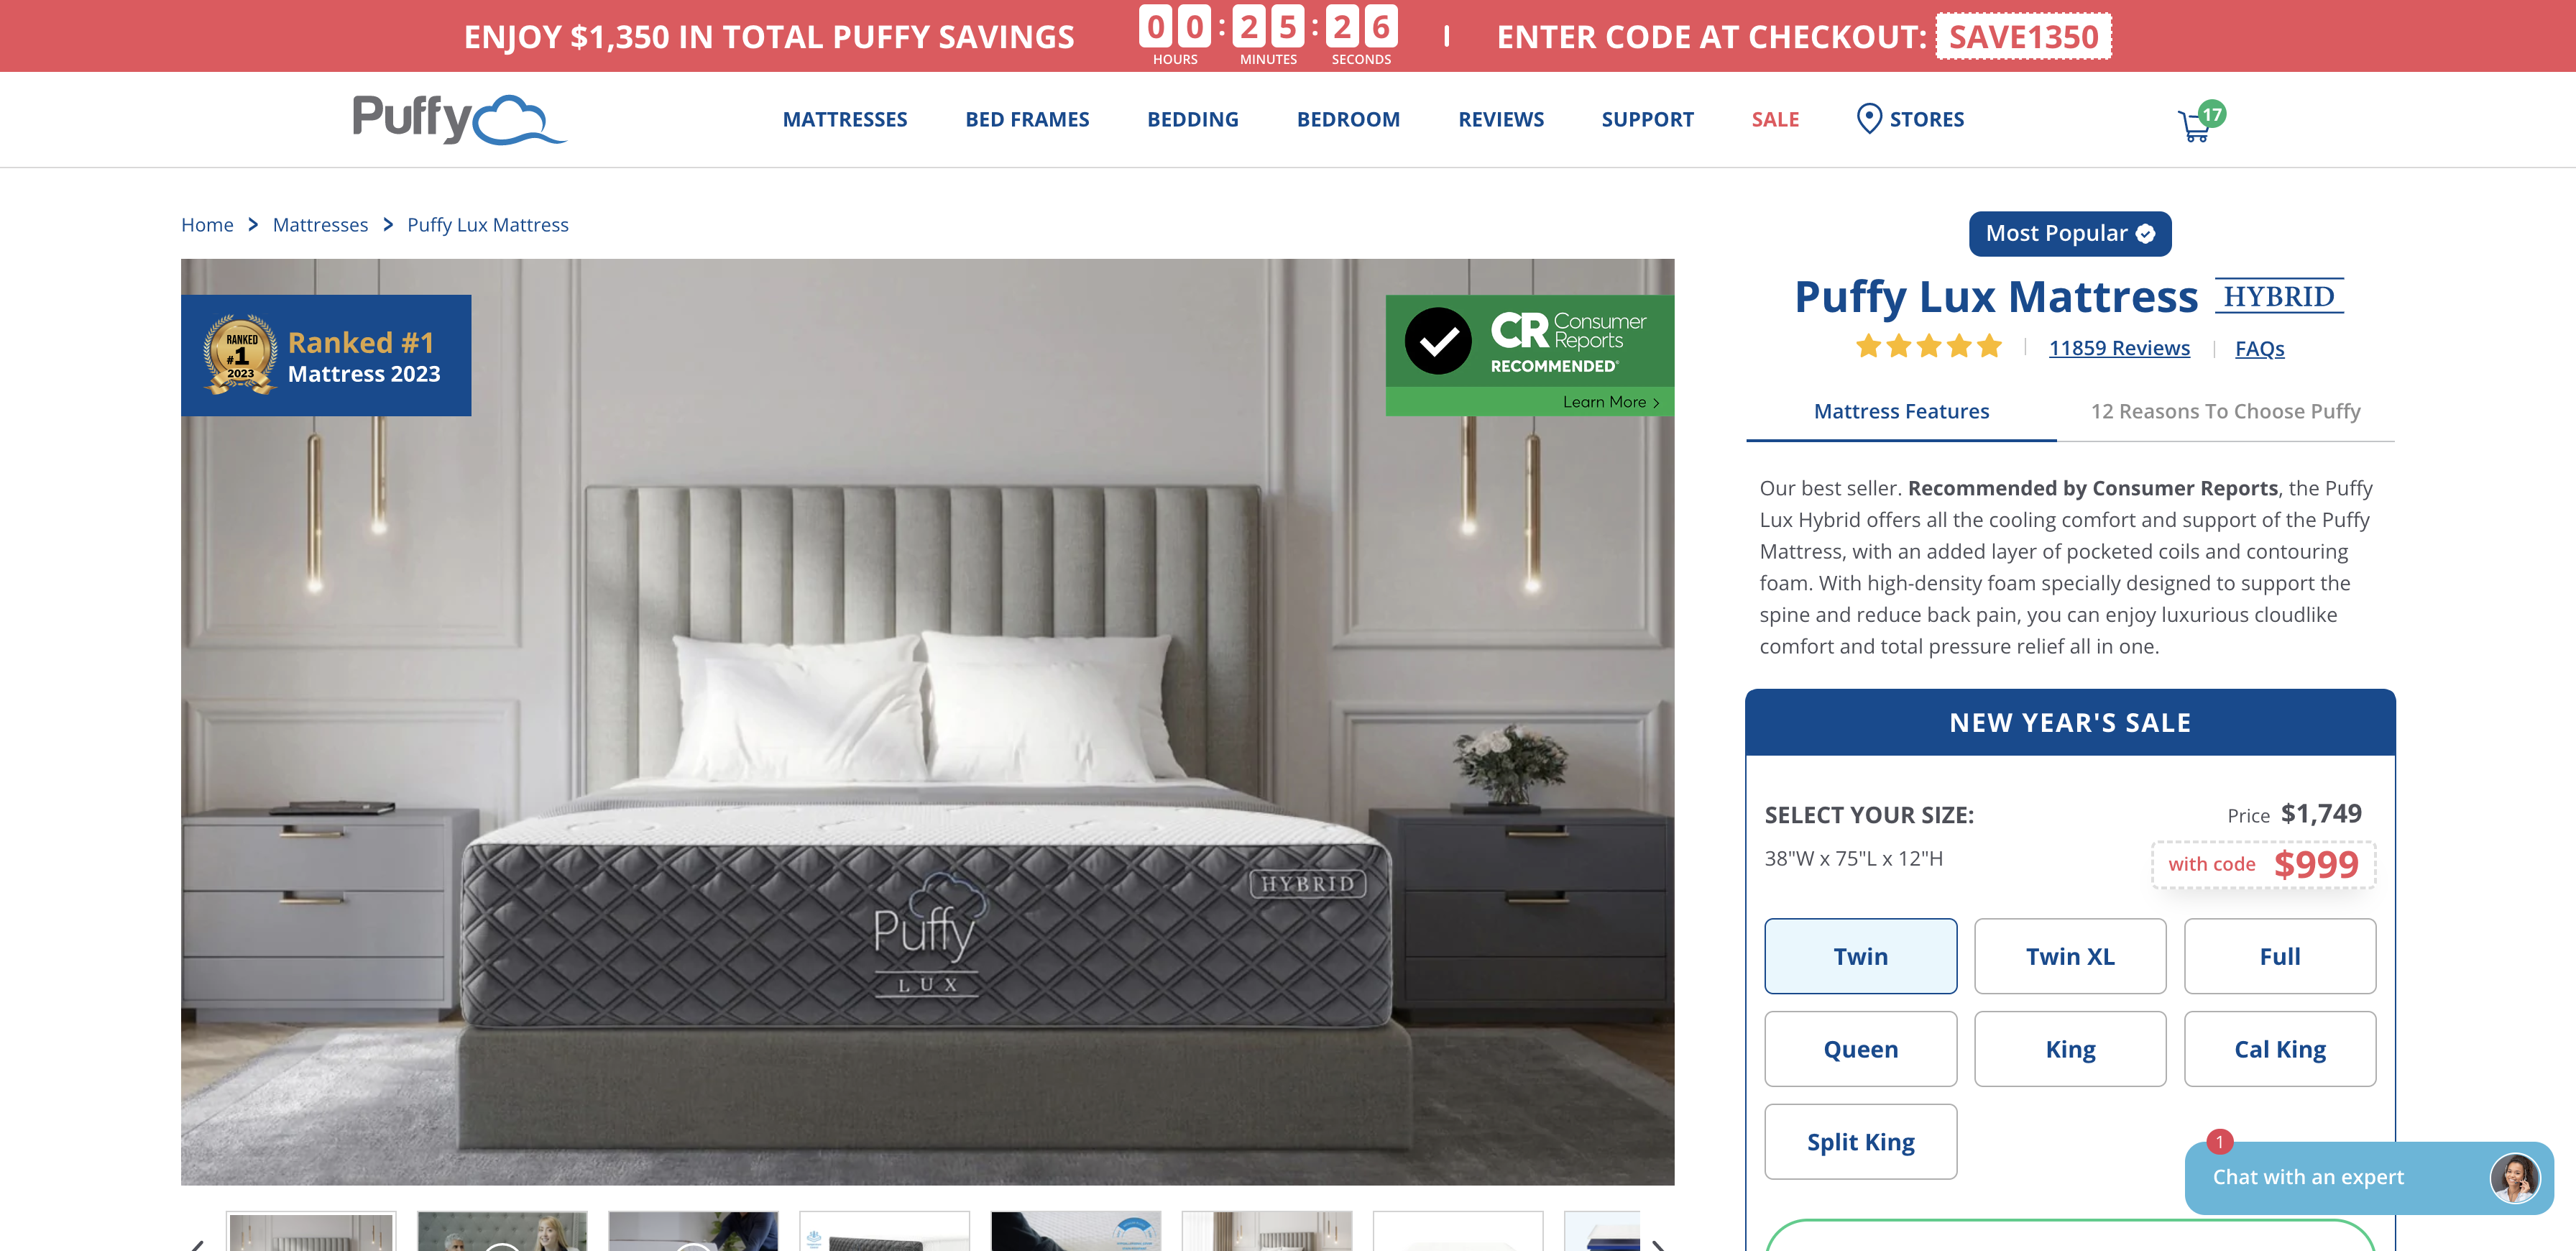 ENJOY $1,350 IN TOTAL PUFFY SAVINGS
00 : 25 : 26
HOURS MINUTES SECONDS
ENTER CODE AT CHECKOUT: SAVE1350
Puffy
MATTRESSES BED FRAMES BEDDING BEDROOM REVIEWS SUPPORT SALE STORES
17
Home > Mattresses > Puffy Lux Mattress
RANKED
#1
2023
Ranked #1
Mattress 2023
CR Consumer
Reports
RECOMMENDED
Learn More >
HYBRID
Puffy
LUX
Most Popular
Puffy Lux Mattress HYBRID
11859 Reviews | FAQs
Mattress Features 12 Reasons To Choose Puffy
Our best seller. Recommended by Consumer Reports, the Puffy
Lux Hybrid offers all the cooling comfort and support of the Puffy
Mattress, with an added layer of pocketed coils and contouring
foam. With high-density foam specially designed to support the
spine and reduce back pain, you can enjoy luxurious cloudlike
comfort and total pressure relief all in one.
NEW YEAR'S SALE
SELECT YOUR SIZE: Price $1,749
38"W x 75"L x 12"H with code $999
Twin Twin XL Full
Queen King Cal King
Split King
1
Chat with an expert